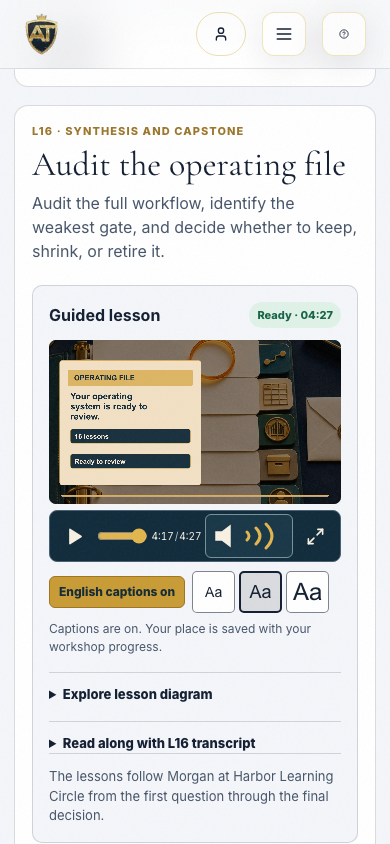 AT
L16 · SYNTHESIS AND CAPSTONE
Audit the operating file
Audit the full workflow, identify the
weakest gate, and decide whether to keep,
shrink, or retire it.
Guided lesson
Ready · 04:27
OPERATING FILE
Your operating
system is ready to
review.
16 lessons
Ready to review
4:17/4:27
English captions on
Aa
Aa
Aa
Captions are on. Your place is saved with your
workshop progress.
Explore lesson diagram
Read along with L16 transcript
The lessons follow Morgan at Harbor Learning
Circle from the first question through the final
decision.